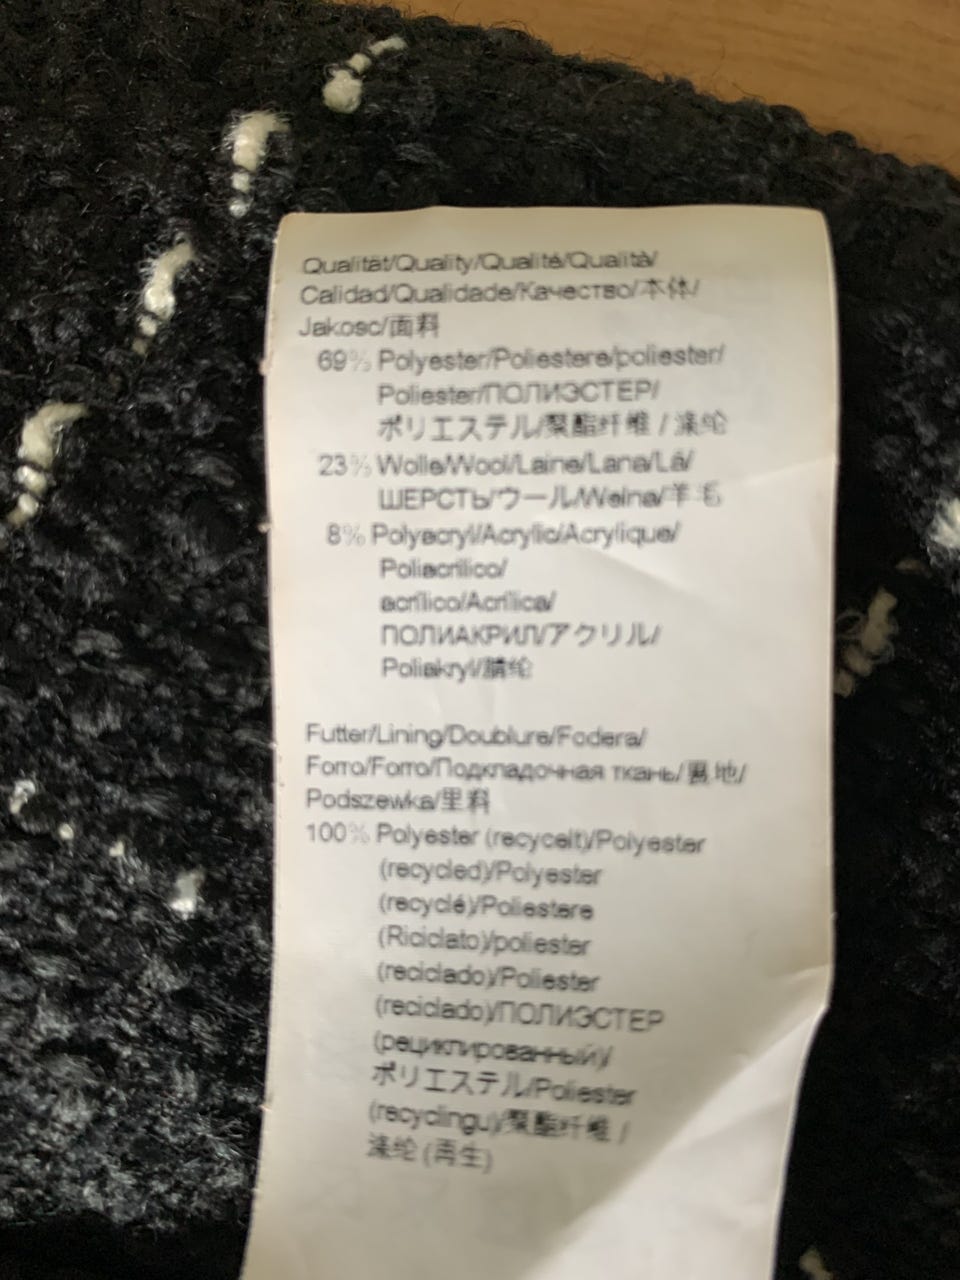 Qualität/Quality/Qualité/Qualità/
Calidad/Qualidade/Качество/本体/
Jakosc/面料
69% Polyester/Poliestere/poliester/
Poliester/ПОЛИЭСТЕР/
ポリエステル/聚酯纤维 / 涤纶
23% Wolle/Wool/Laine/Lana/Lã/
ШЕРСТЬ/ウール/Welna/羊毛
8% Polyacryl/Acrylic/Acrylique/
Poliacrilico/
acrílico/Acrílica/
ПОЛИАКРИЛ/アクリル/
Poliakryl/腈纶
Futter/Lining/Doublure/Fodera/
Forro/Forro/Подкладочная ткань/裏地/
Podszewka/里料
100% Polyester (recycelt)/Polyester
(recycled)/Polyester
(recyclé)/Poliestere
(Riciclato)/poliester
(reciclado)/Poliester
(reciclado)/ПОЛИЭСТЕР
(рециклированный)/
ポリエステル/Poliester
(recyclingu)/聚酯纤维 /
涤纶 (再生)